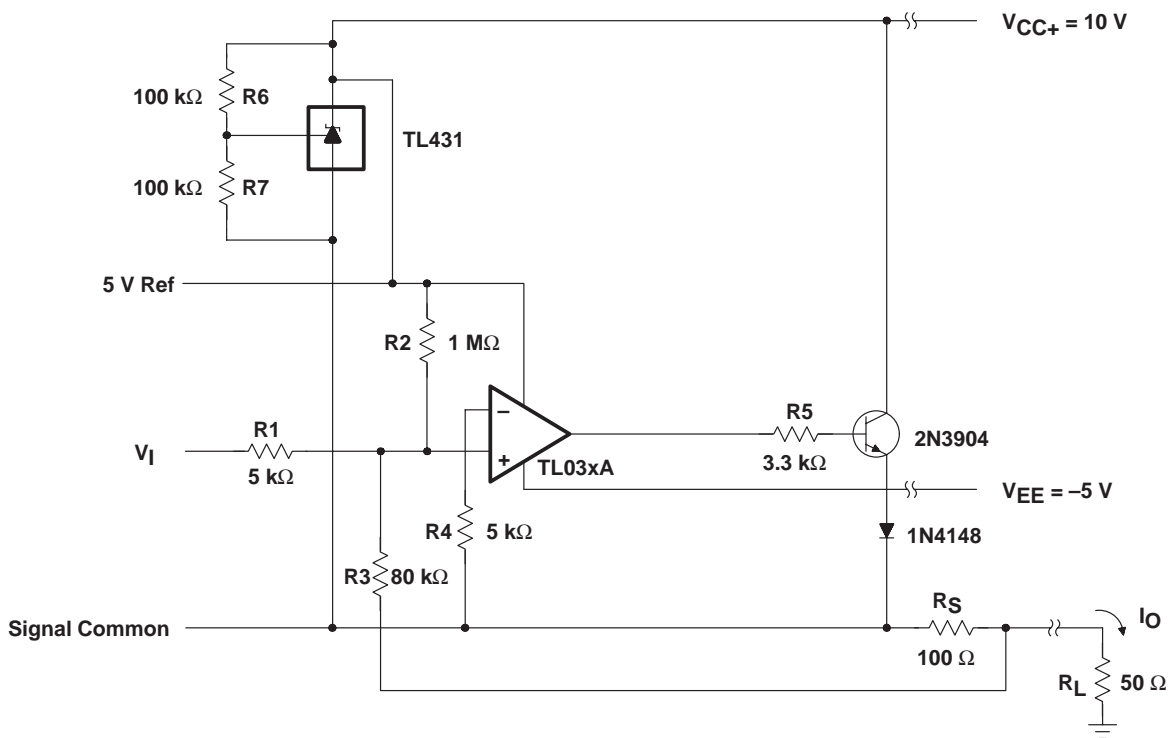 VCC+ = 10 V
100 kΩ
R6
TL431
100 kΩ
R7
5 V Ref
R2
1 MΩ
R1
VI
5 kΩ
−
+
TL03xA
R5
3.3 kΩ
2N3904
VEE = –5 V
R4
5 kΩ
1N4148
R3
80 kΩ
Signal Common
RS
100 Ω
IO
RL
50 Ω